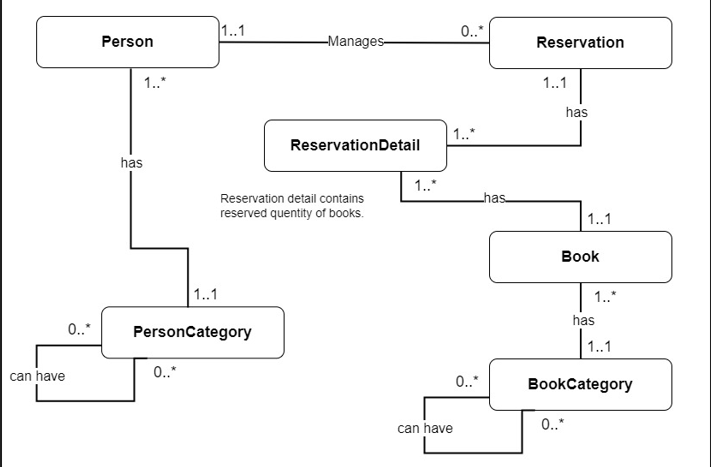 Person
1..1
Manages
0..*
Reservation
1..*
1..1
has
ReservationDetail
1..*
has
1..*
Reservation detail contains
reserved quentity of books.
has
1..1
Book
1..1
1..*
has
PersonCategory
0..*
0..*
can have
1..1
BookCategory
0..*
0..*
can have